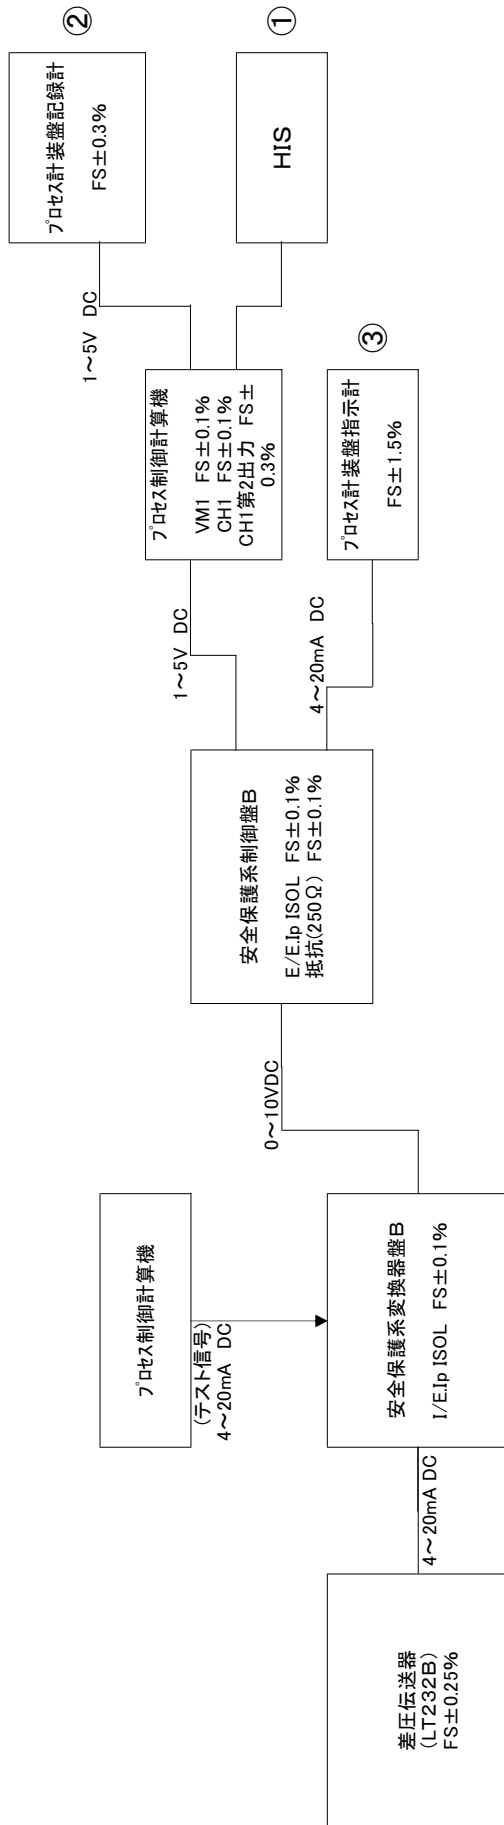 差圧伝送器
(LT232B)
FS±0.25%
4~20mA DC
プロセス制御計算機
(テスト信号)
4~20mA DC
安全保護系変換器盤B
I/E.Ip ISOL FS±0.1%
0~10VDC
安全保護系制御盤B
E/E.Ip ISOL FS±0.1%
抵抗(250Ω) FS±0.1%
1~5V DC
4~20mA DC
プロセス制御計算機
VM1 FS±0.1%
CH1 FS±0.1%
CH1第2出力 FS±
0.3%
プロセス計装盤指示計
FS±1.5%
③
1~5V DC
プロセス計装盤記録計
FS±0.3%
②
HIS
①